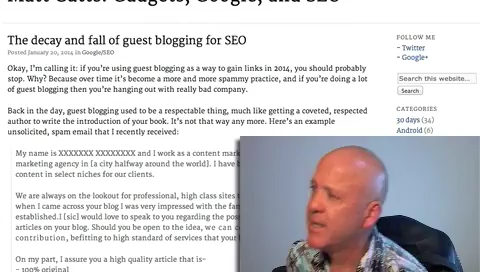 Matt Cutts: Gadgets, Google, and SEO
The decay and fall of guest blogging for SEO
Posted January 20, 2014 in Google/SEO
Okay, I'm calling it: if you're using guest blogging as a way to gain links in 2014, you should probably
stop. Why? Because over time it's become a more and more spammy practice, and if you're doing a lot
of guest blogging then you're hanging out with really bad company.
Back in the day, guest blogging used to be a respectable thing, much like getting a coveted, respected
author to write the introduction of your book. It's not that way any more. Here's an example
unsolicited, spam email that I recently received:
My name is XXXXXXX XXXXXXXX and I work as a content mark
marketing agency in [a city halfway around the world]. I have
content in select niches for our clients.
We are always on the lookout for professional, high class sites
when I came across your blog I was very impressed with the fan
established.I [sic] would love to speak to you regarding the pos
articles on your blog. Should you be open to the idea, we can c
contribution, befitting to high standard of services that your
On my part, I assure you a high quality article that is-
- 100% original
FOLLOW ME
- Twitter
- Google+
Search this website...
Search
CATEGORIES
30 days (34)
Android (6)